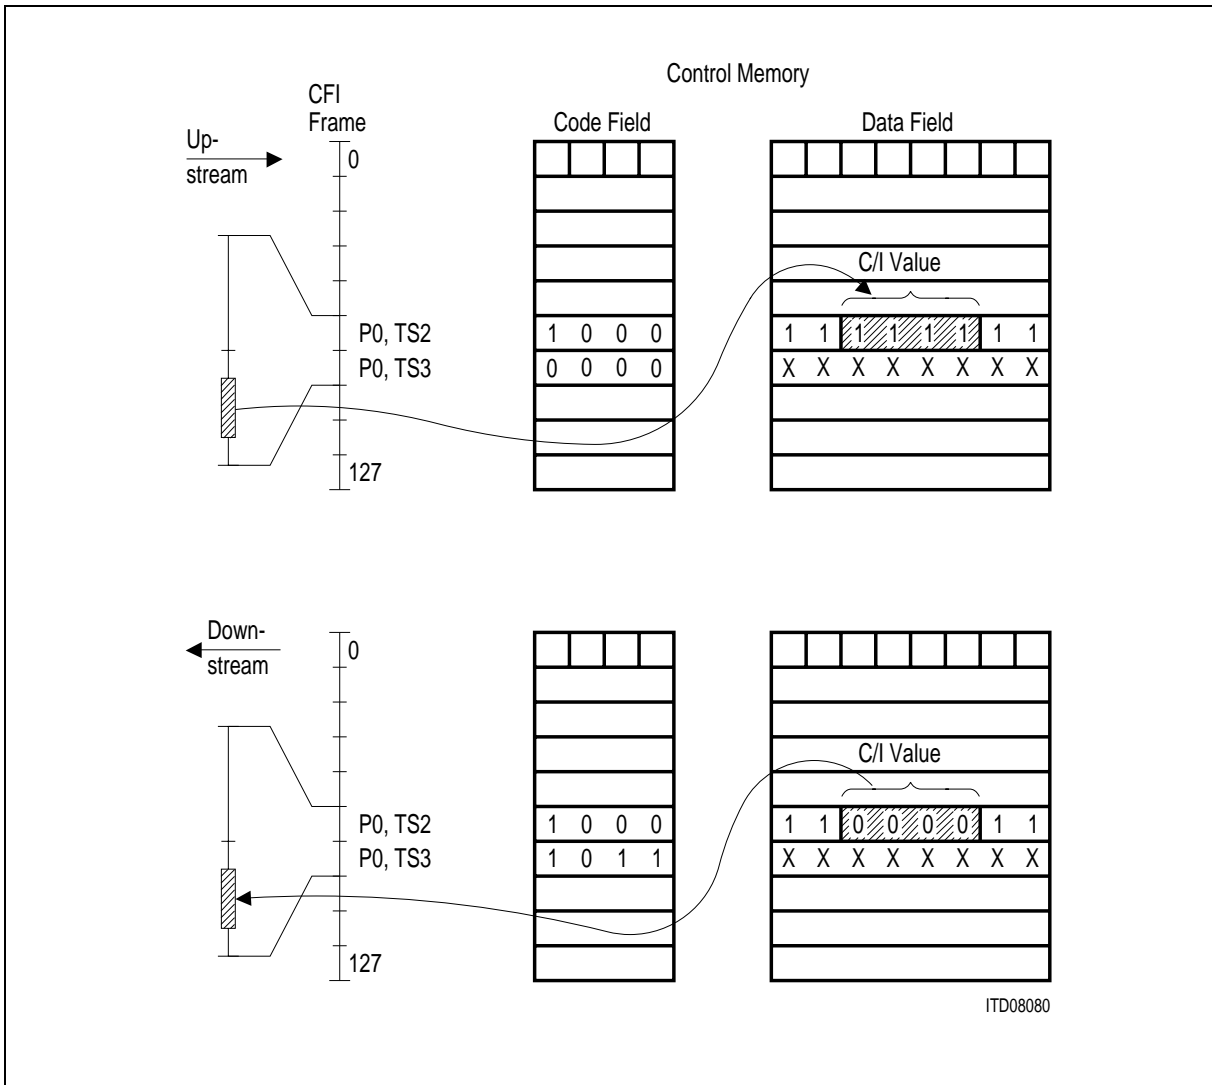 Control Memory
CFI
Frame
Code Field
Data Field
Up-
stream
0
C/I Value
P0, TS2
1 0 0 0
1 1 1 1 1 1 1 1
P0, TS3
0 0 0 0
X X X X X X X X
127
Down-
stream
0
C/I Value
P0, TS2
1 0 0 0
1 1 0 0 0 0 1 1
P0, TS3
1 0 1 1
X X X X X X X X
127
ITD08080